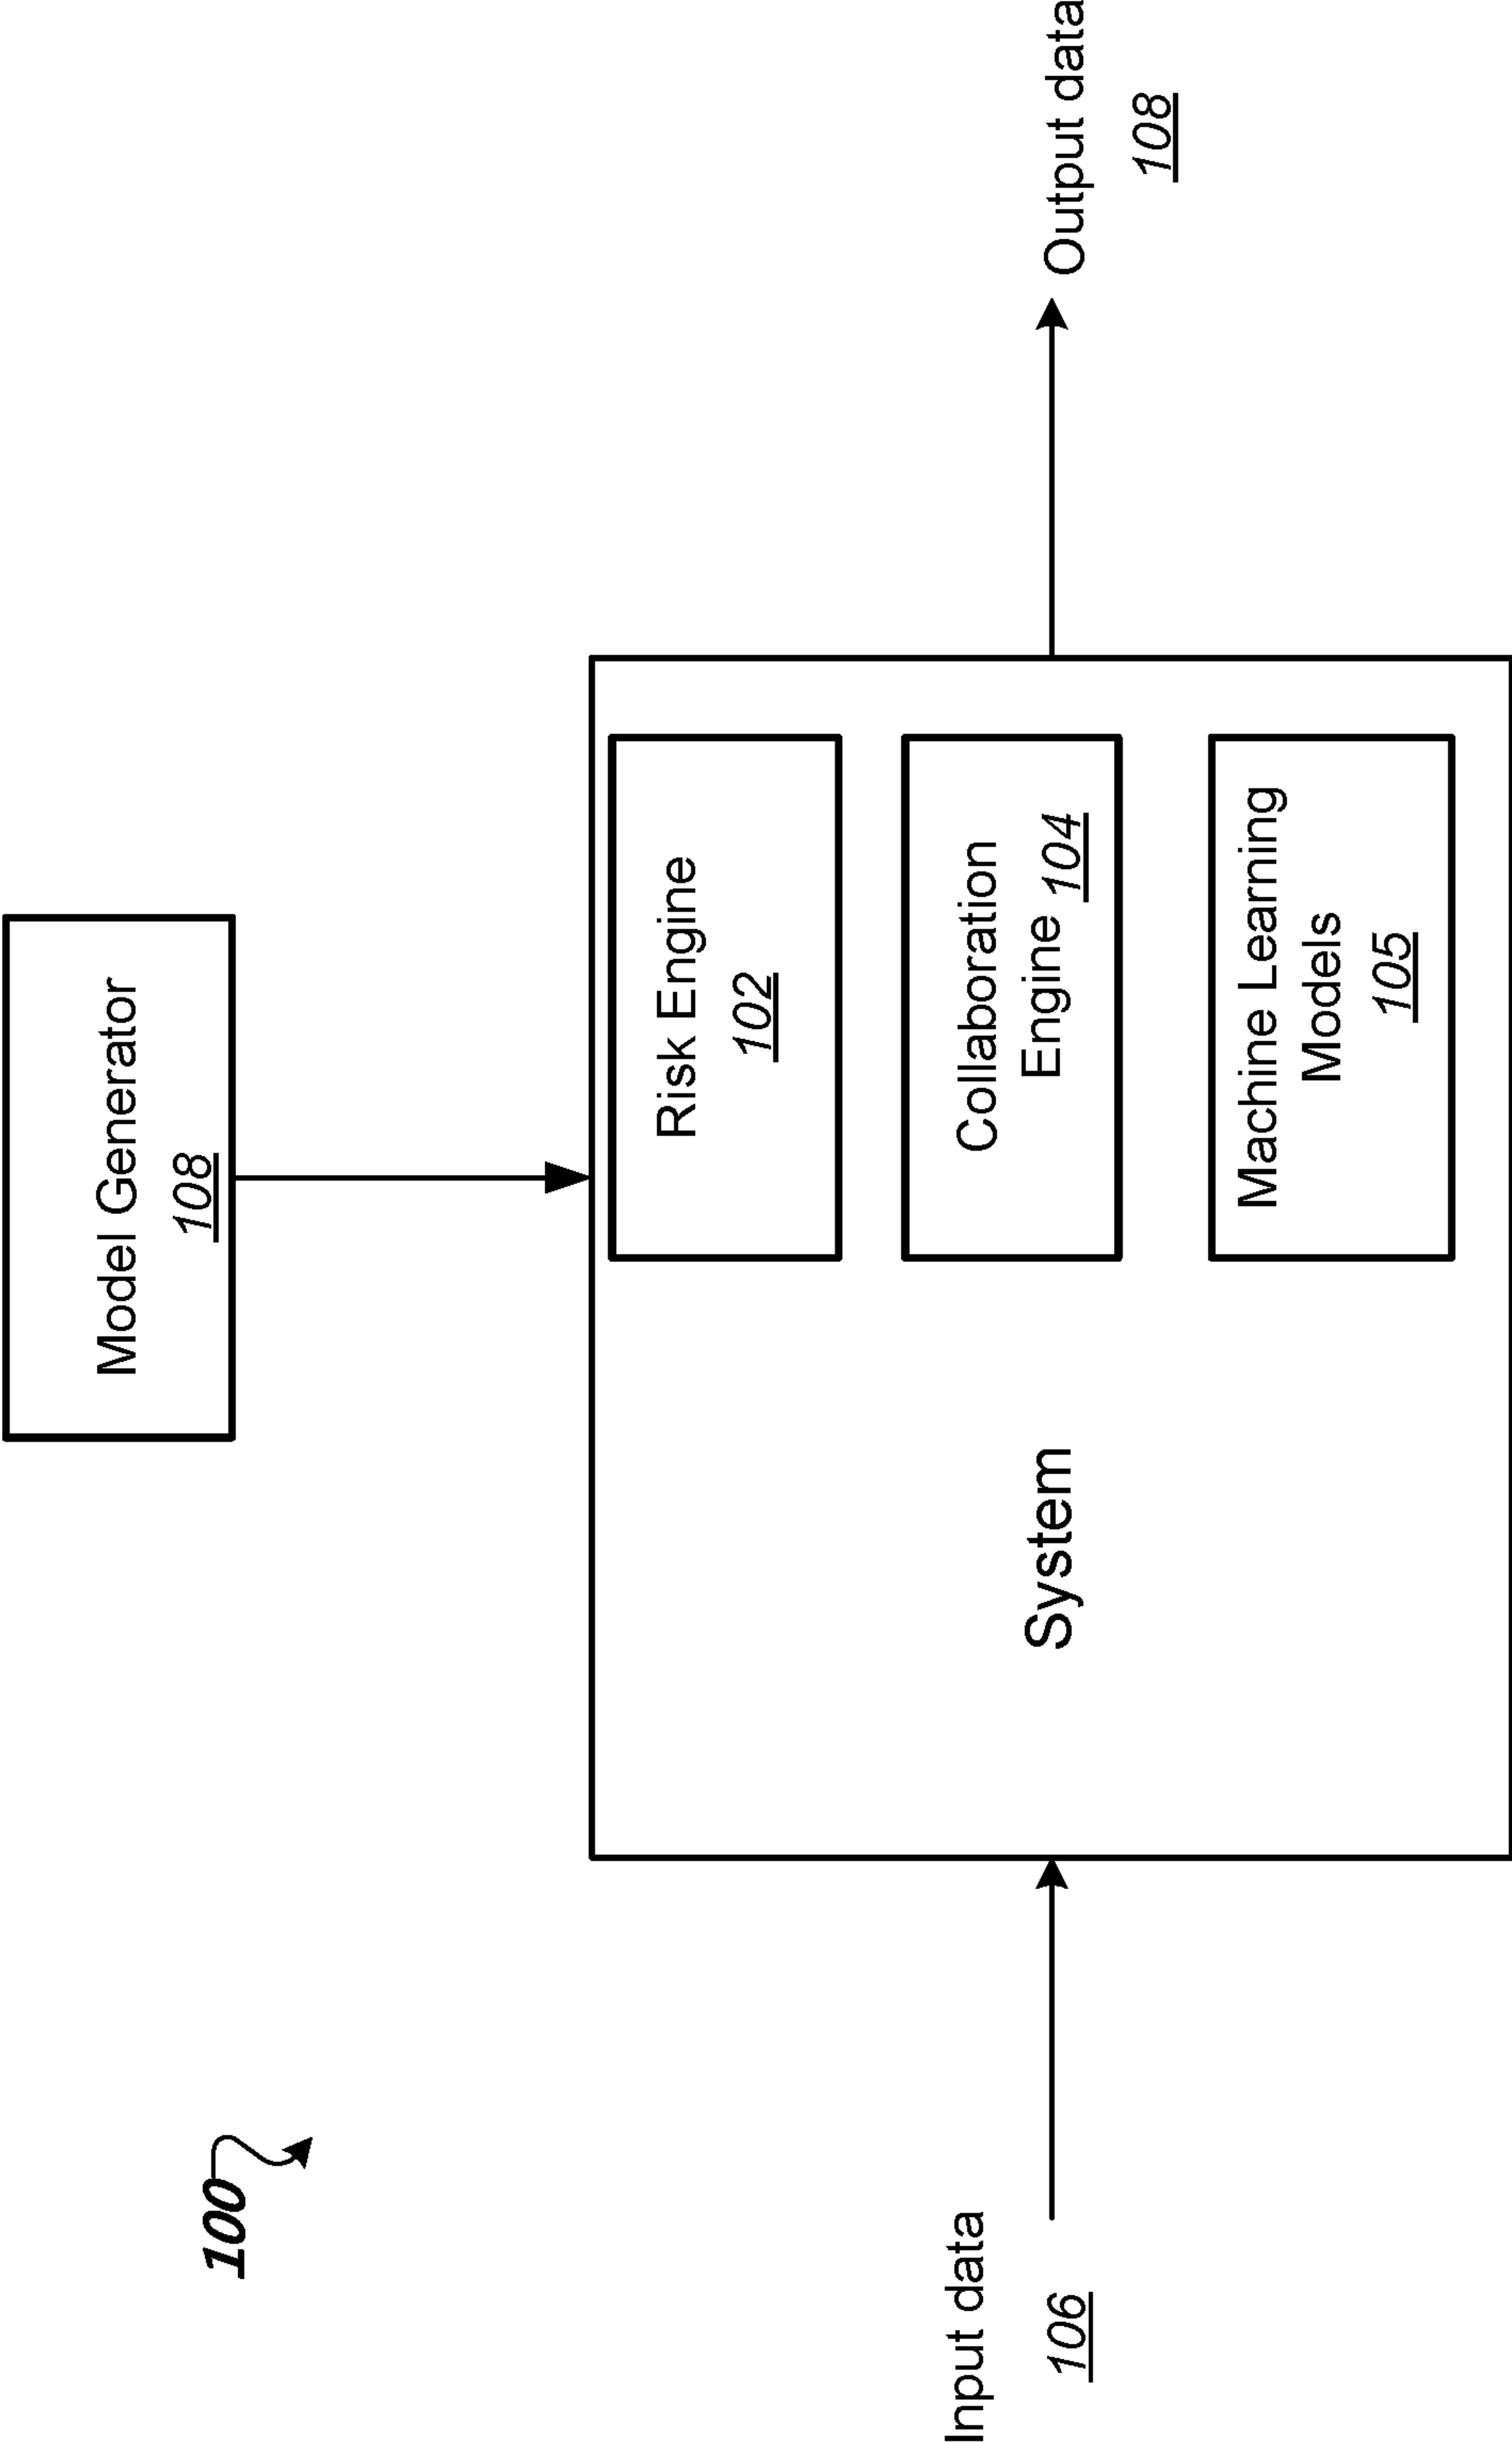 100
Model Generator
108
Input data
106
System
Risk Engine
102
Collaboration
Engine 104
Machine Learning
Models
105
Output data
108